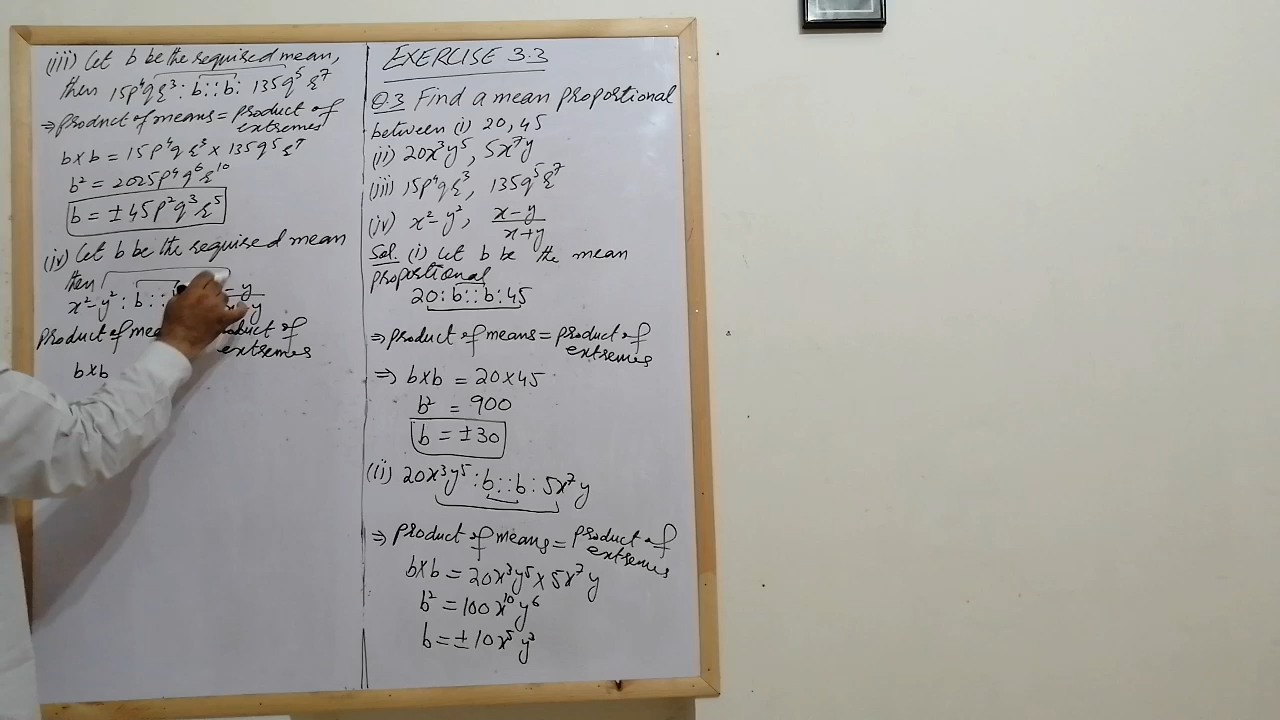 EXERCISE 3.3
Q.3 Find a mean proportional
between (i) 20, 45
(ii) 20x³y⁵, 5x⁷y
(iii) 15p⁴qr³, 135q⁵r⁷
(iv) x²-y², x-y/x+y
Sol. (i) Let b be the mean
proportional
20:b::b:45
⇒ product of means = product of
extremes
⇒ b×b = 20×45
b² = 900
b = ±30
(ii) 20x³y⁵:b::b:5x⁷y
⇒ product of means = product of
extremes
b×b = 20x³y⁵×5x⁷y
b² = 100x¹⁰y⁶
b = ±10x⁵y³
(iii) Let b be the required mean,
then 15p⁴qr³:b::b:135q⁵r⁷
⇒ product of means = product of
extremes
b×b = 15p⁴qr³×135q⁵r⁷
b² = 2025p⁴q⁶r¹⁰
b = ±45p²q³r⁵
(iv) Let b be the required mean
then
x²-y²:b::
product of
extremes
b×b